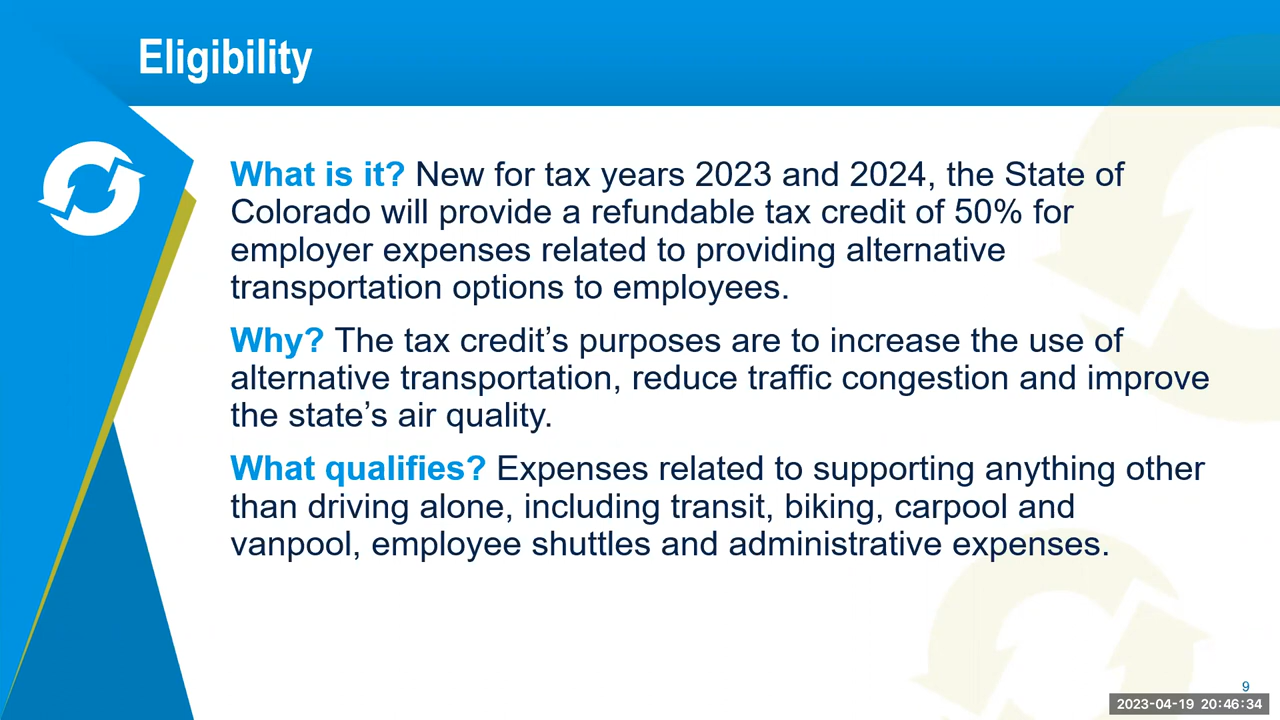 Eligibility
What is it? New for tax years 2023 and 2024, the State of
Colorado will provide a refundable tax credit of 50% for
employer expenses related to providing alternative
transportation options to employees.
Why? The tax credit’s purposes are to increase the use of
alternative transportation, reduce traffic congestion and improve
the state’s air quality.
What qualifies? Expenses related to supporting anything other
than driving alone, including transit, biking, carpool and
vanpool, employee shuttles and administrative expenses.
9
2023-04-19 20:46:34